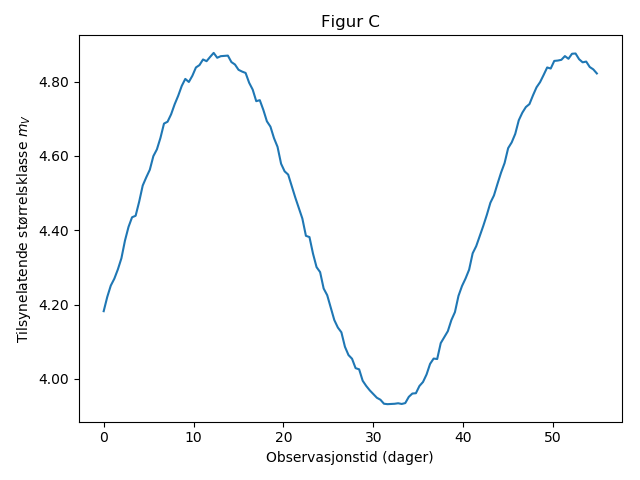 Figur C
Tilsynelatende størrelsklasse $m_V$
4.80
4.60
4.40
4.20
4.00
0 10 20 30 40 50
Observasjonstid (dager)